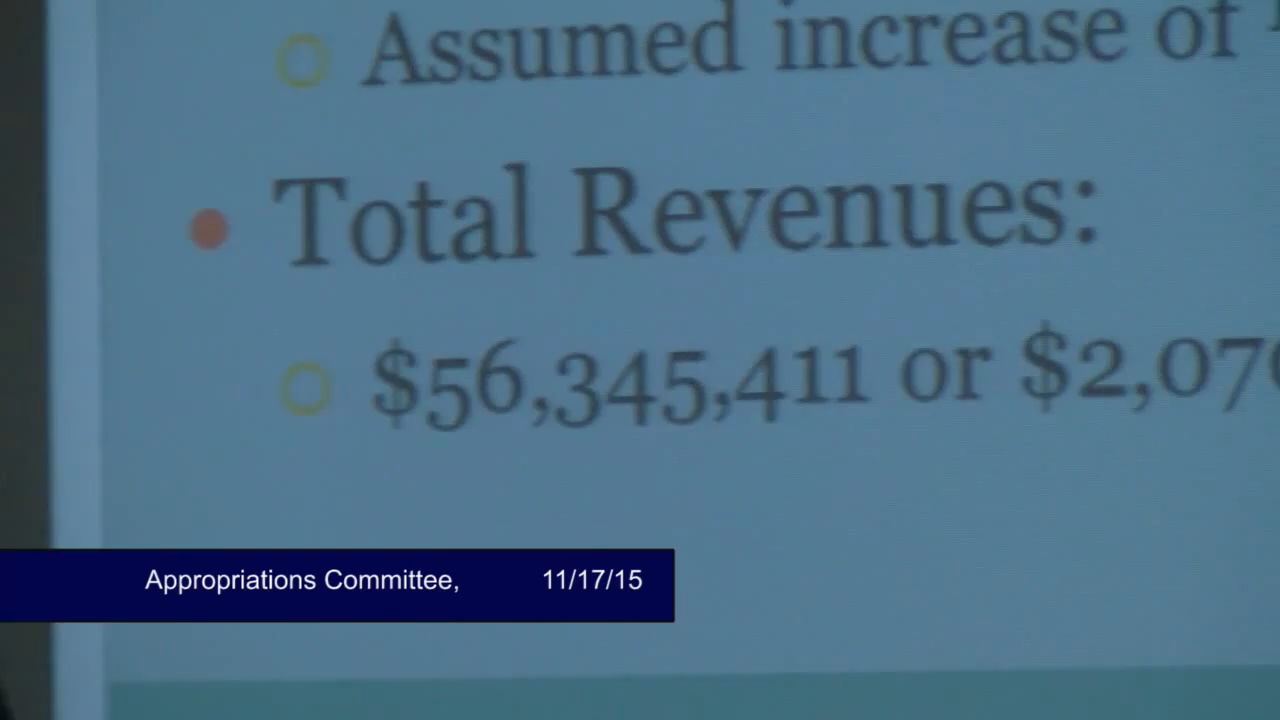 Assumed increase of
Total Revenues:
$56,345,411 or $2,07
Appropriations Committee, 11/17/15